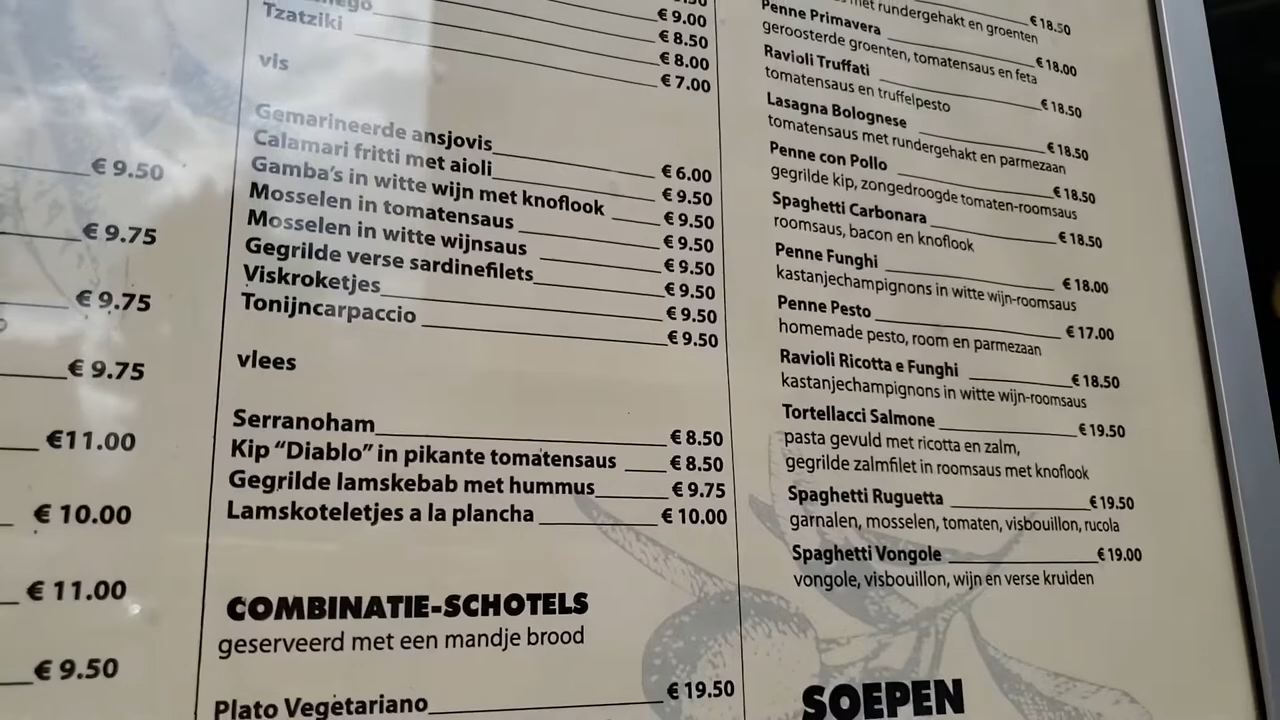 € 9.50
€ 9.75
€ 9.75
€ 9.75
€11.00
€ 10.00
€ 11.00
€ 9.50
€ 9.00
€ 8.50
€ 8.00
Tzatziki € 7.00
vis
Gemarineerde ansjovis € 6.00
Calamari fritti met aioli € 9.50
Gamba's in witte wijn met knoflook € 9.50
Mosselen in tomatensaus € 9.50
Mosselen in witte wijnsaus € 9.50
Gegrilde verse sardinefilets € 9.50
Viskroketjes € 9.50
Tonijncarpaccio € 9.50
vlees
Serranoham € 8.50
Kip “Diablo” in pikante tomatensaus € 8.50
Gegrilde lamskebab met hummus € 9.75
Lamskoteletjes a la plancha € 10.00
COMBINATIE-SCHOTELS
geserveerd met een mandje brood
Plato Vegetariano € 19.50
€ 18.50
met rundergehakt en groenten
Penne Primavera € 18.00
geroosterde groenten, tomatensaus en feta
Ravioli Truffati € 18.50
tomatensaus en truffelpesto
Lasagna Bolognese € 18.50
tomatensaus met rundergehakt en parmezaan
Penne con Pollo € 18.50
gegrilde kip, zongedroogde tomaten-roomsaus
Spaghetti Carbonara € 18.50
roomsaus, bacon en knoflook
Penne Funghi € 18.00
kastanjechampignons in witte wijn-roomsaus
Penne Pesto € 17.00
homemade pesto, room en parmezaan
Ravioli Ricotta e Funghi € 18.50
kastanjechampignons in witte wijn-roomsaus
Tortellacci Salmone € 19.50
pasta gevuld met ricotta en zalm,
gegrilde zalmfilet in roomsaus met knoflook
Spaghetti Ruguetta € 19.50
garnalen, mosselen, tomaten, visbouillon, rucola
Spaghetti Vongole € 19.00
vongole, visbouillon, wijn en verse kruiden
SOEPEN